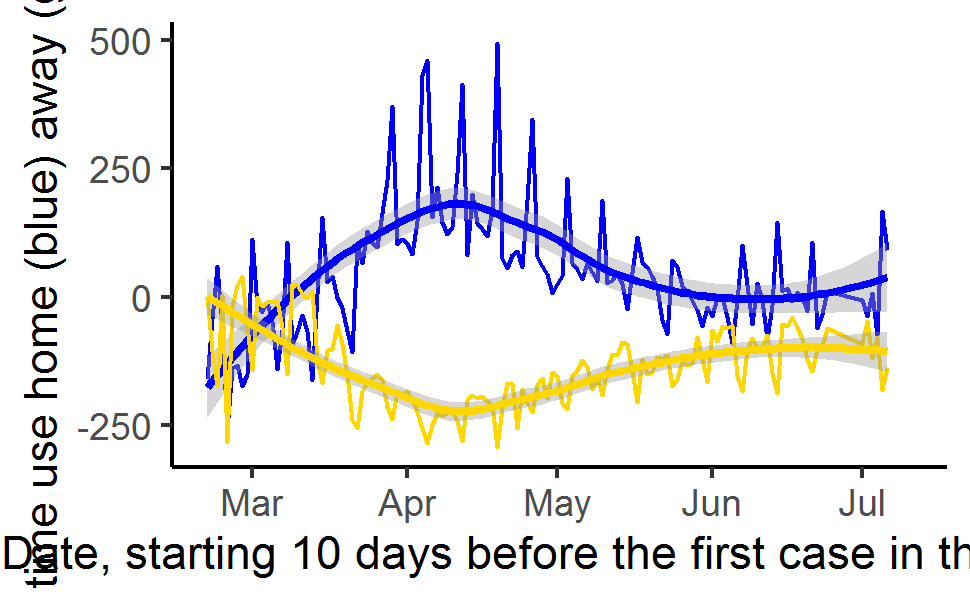 time use home (blue) away (g
500
250
0
-250
Mar Apr May Jun Jul
Date, starting 10 days before the first case in th